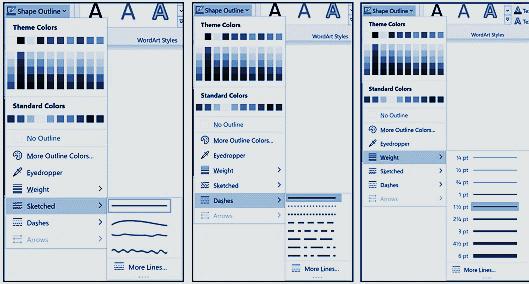 Shape Outline
A A A
WordArt Styles
Theme Colors
Standard Colors
No Outline
More Outline Colors...
Eyedropper
Weight
Sketched
Dashes
Arrows
More Lines...
Shape Outline
A A A
WordArt Styles
Theme Colors
Standard Colors
No Outline
More Outline Colors...
Eyedropper
Weight
Sketched
Dashes
Arrows
More Lines...
Shape Outline
A A A
A Te
A Te
WordArt Styles
Theme Colors
Standard Colors
No Outline
More Outline Colors...
Eyedropper
Weight
Sketched
Dashes
Arrows
¼ pt
½ pt
¾ pt
1 pt
1½ pt
2¼ pt
3 pt
4½ pt
6 pt
More Lines...